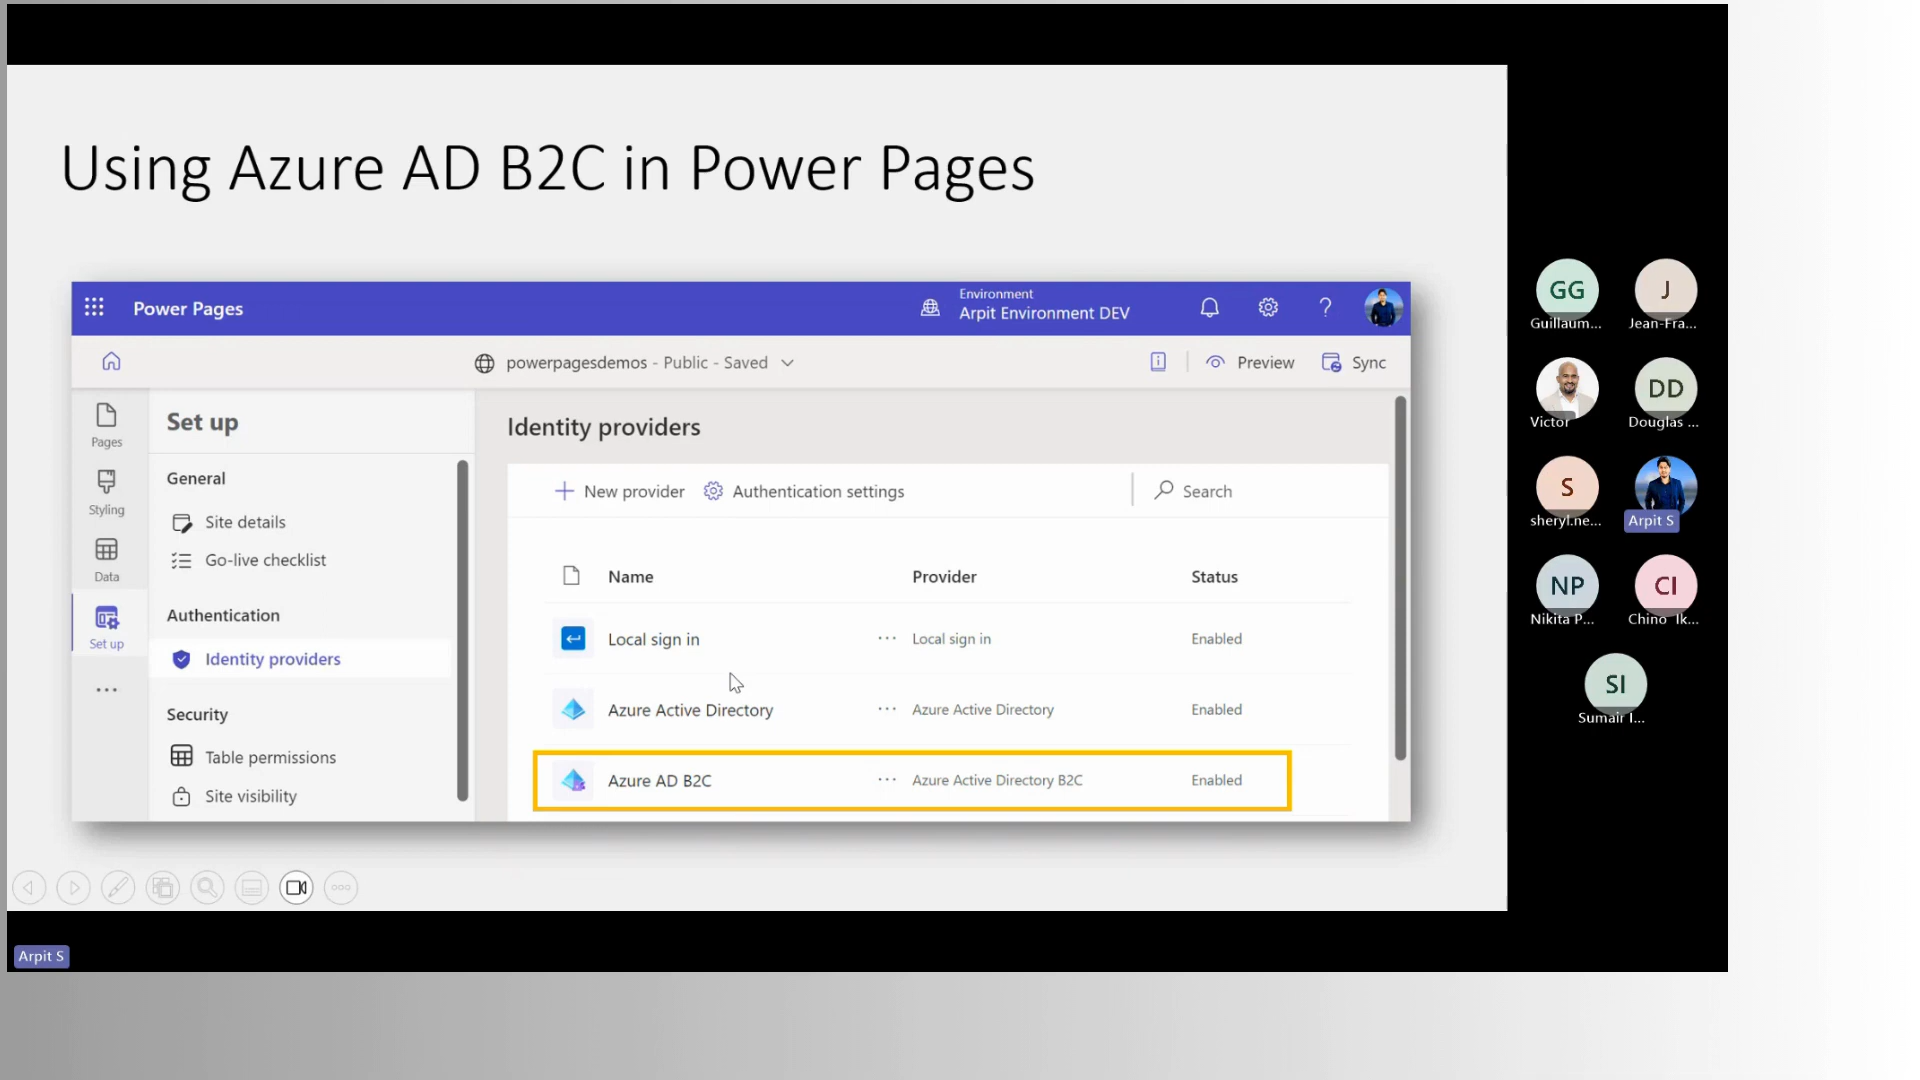 Using Azure AD B2C in Power Pages
Power Pages
Environment
Arpit Environment DEV
powerpagesdemos - Public - Saved
Preview
Sync
Pages
Styling
Data
Set up
Set up
General
Site details
Go-live checklist
Authentication
Identity providers
Security
Table permissions
Site visibility
Identity providers
New provider
Authentication settings
Search
Name Provider Status
Local sign in ... Local sign in Enabled
Azure Active Directory ... Azure Active Directory Enabled
Azure AD B2C ... Azure Active Directory B2C Enabled
GG
Guillaum...
J
Jean-Fra...
Victor
DD
Douglas ...
S
sheryl.ne...
Arpit S
NP
Nikita P...
CI
Chino Ik...
SI
Sumair I...
Arpit S